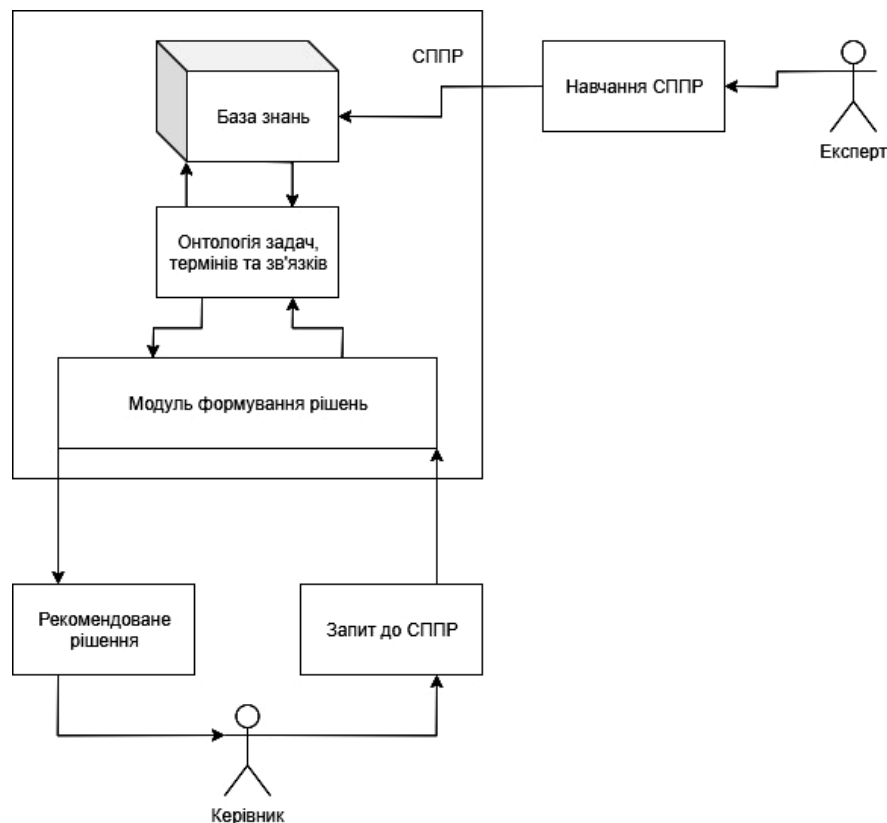 СППР
База знань
Навчання СППР
Експерт
Онтологія задач,
термінів та зв'язків
Модуль формування рішень
Рекомендоване
рішення
Запит до СППР
Керівник